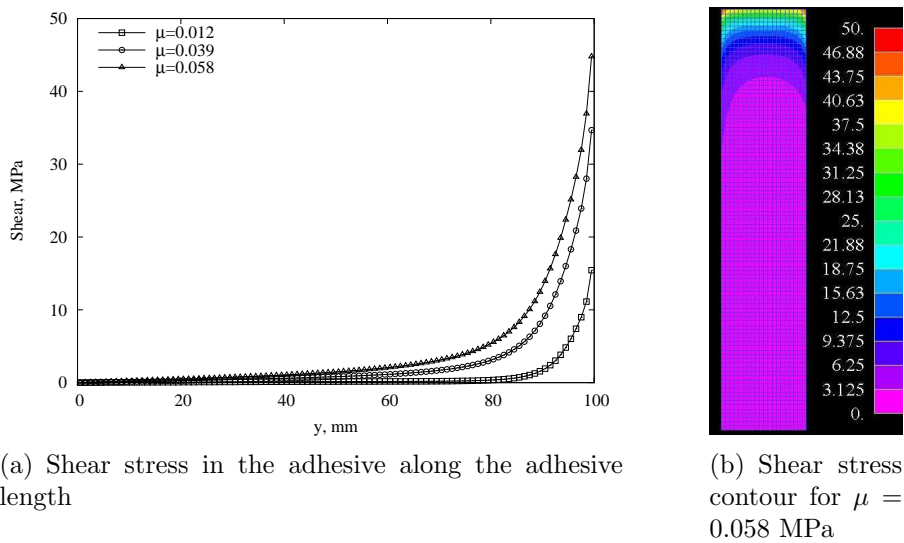 50
40
30
20
10
0
Shear, MPa
μ=0.012
μ=0.039
μ=0.058
0
20
40
60
80
100
y, mm
(a) Shear stress in the adhesive along the adhesive
length
50.
46.88
43.75
40.63
37.5
34.38
31.25
28.13
25.
21.88
18.75
15.63
12.5
9.375
6.25
3.125
0.
(b) Shear stress
contour for μ =
0.058 MPa